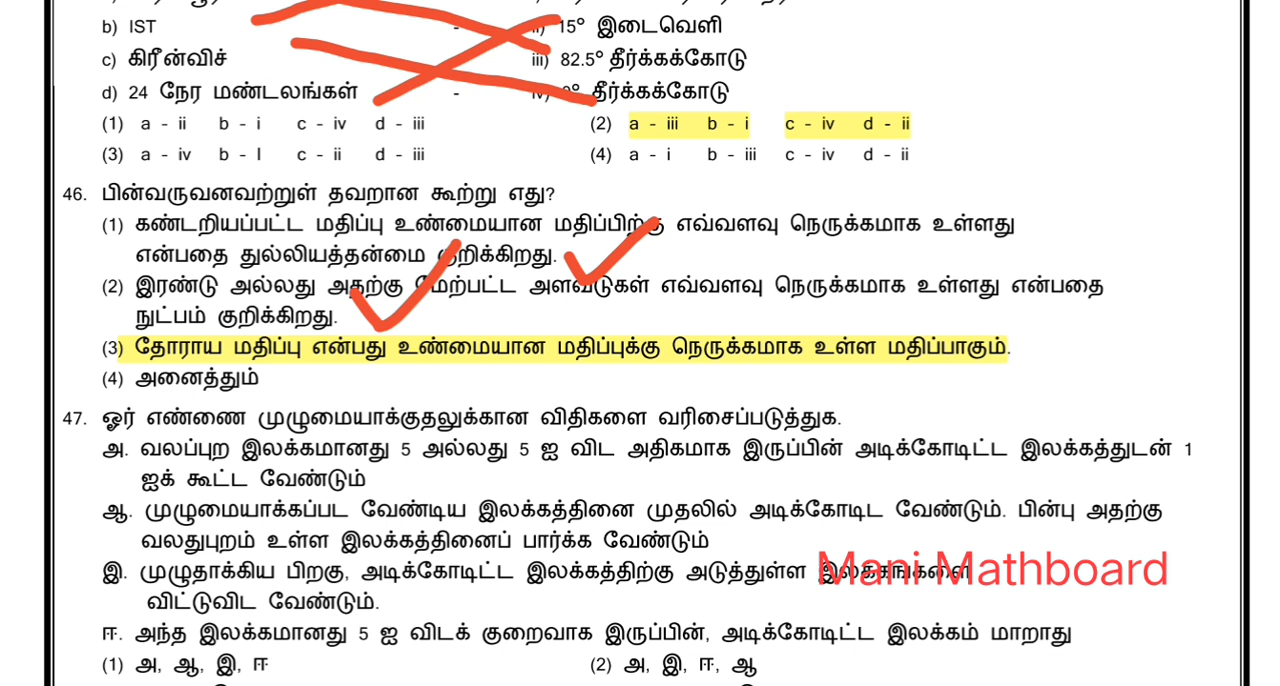 b) IST - ii) 15° இடைவெளி
c) கிரீன்விச் iii) 82.5° தீர்க்கக்கோடு
d) 24 நேர மண்டலங்கள் - iv) 0° தீர்க்கக்கோடு
(1) a - ii b - i c - iv d - iii (2) a - iii b - i c - iv d - ii
(3) a - iv b - I c - ii d - iii (4) a - i b - iii c - iv d - ii
46. பின்வருவனவற்றுள் தவறான கூற்று எது?
(1) கண்டறியப்பட்ட மதிப்பு உண்மையான மதிப்பிற்கு எவ்வளவு நெருக்கமாக உள்ளது
என்பதை துல்லியத்தன்மை குறிக்கிறது.
(2) இரண்டு அல்லது அதற்கு மேற்பட்ட அளவீடுகள் எவ்வளவு நெருக்கமாக உள்ளது என்பதை
நுட்பம் குறிக்கிறது.
(3) தோராய மதிப்பு என்பது உண்மையான மதிப்புக்கு நெருக்கமாக உள்ள மதிப்பாகும்.
(4) அனைத்தும்
47. ஓர் எண்ணை முழுமையாக்குதலுக்கான விதிகளை வரிசைப்படுத்துக.
அ. வலப்புற இலக்கமானது 5 அல்லது 5 ஐ விட அதிகமாக இருப்பின் அடிக்கோடிட்ட இலக்கத்துடன் 1
ஐக் கூட்ட வேண்டும்
ஆ. முழுமையாக்கப்பட வேண்டிய இலக்கத்தினை முதலில் அடிக்கோடிட வேண்டும். பின்பு அதற்கு
வலதுபுறம் உள்ள இலக்கத்தினைப் பார்க்க வேண்டும்
இ. முழுதாக்கிய பிறகு, அடிக்கோடிட்ட இலக்கத்திற்கு அடுத்துள்ள இலக்கங்களை
விட்டுவிட வேண்டும்.
Mani Mathboard
ஈ. அந்த இலக்கமானது 5 ஐ விடக் குறைவாக இருப்பின், அடிக்கோடிட்ட இலக்கம் மாறாது
(1) அ, ஆ, இ, ஈ (2) அ, இ, ஈ, ஆ